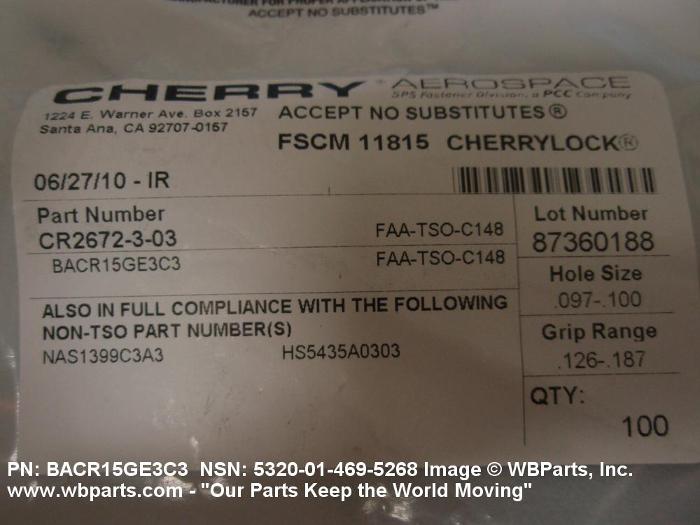 MANUFACTURER FOR PROPER APPLICATION
ACCEPT NO SUBSTITUTES™
CHERRY AEROSPACE
SPS Fastener Division, a PCC Company
1224 E. Warner Ave. Box 2157
Santa Ana, CA 92707-0157
ACCEPT NO SUBSTITUTES®
FSCM 11815 CHERRYLOCK®
06/27/10 - IR
Part Number
CR2672-3-03 FAA-TSO-C148
BACR15GE3C3 FAA-TSO-C148
Lot Number
87360188
Hole Size
.097-.100
Grip Range
.126-.187
QTY:
100
ALSO IN FULL COMPLIANCE WITH THE FOLLOWING
NON-TSO PART NUMBER(S)
NAS1399C3A3 HS5435A0303
PN: BACR15GE3C3 NSN: 5320-01-469-5268 Image © WBParts, Inc.
www.wbparts.com - "Our Parts Keep the World Moving"